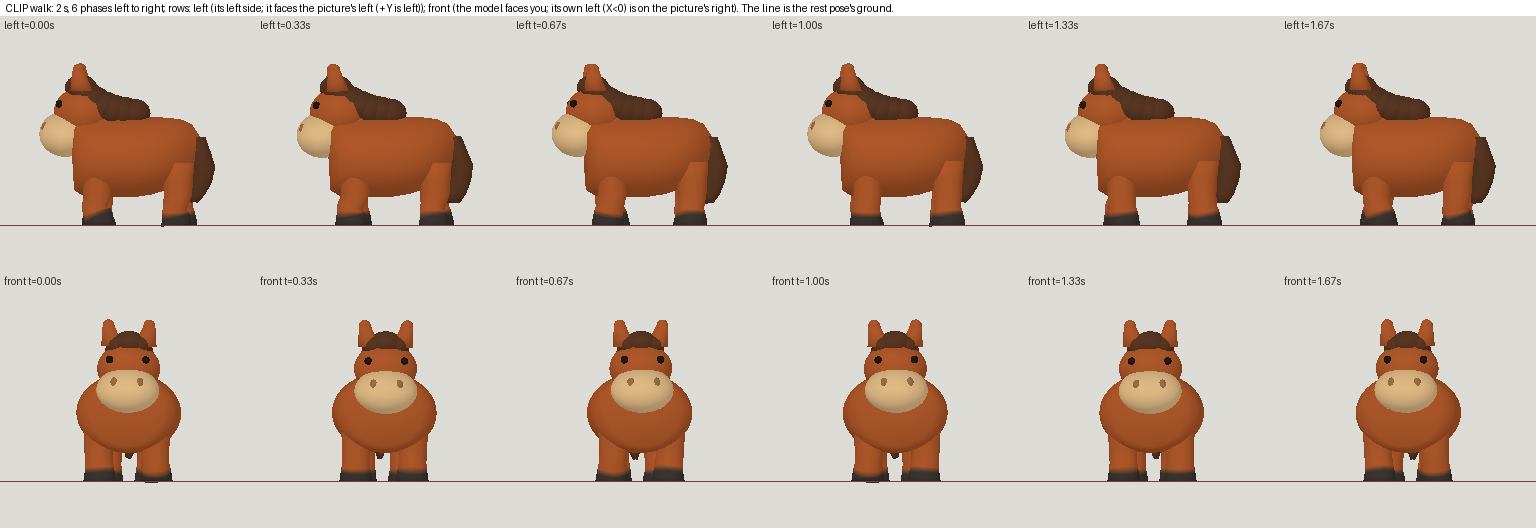 CLIP walk: 2 s, 6 phases left to right; rows: left (its left side; it faces the picture's left (+Y is left)); front (the model faces you; its own left (X<0) is on the picture's right). The line is the rest pose's ground.
left t=0.00s left t=0.33s left t=0.67s left t=1.00s left t=1.33s left t=1.67s
front t=0.00s front t=0.33s front t=0.67s front t=1.00s front t=1.33s front t=1.67s